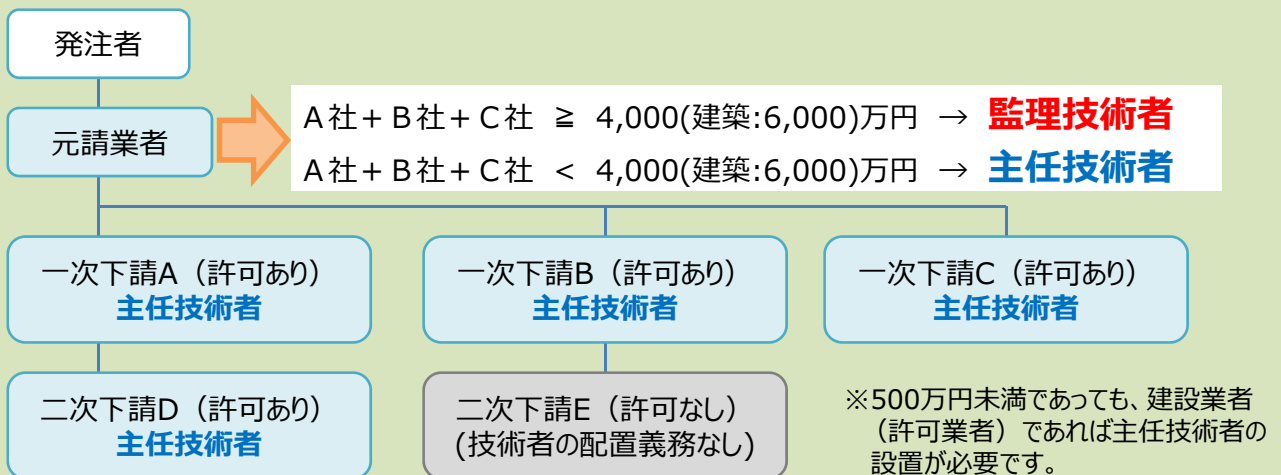 発注者
元請業者
A社+B社+C社 ≧ 4,000(建築:6,000)万円 → 監理技術者
A社+B社+C社 < 4,000(建築:6,000)万円 → 主任技術者
一次下請A(許可あり)
主任技術者
一次下請B(許可あり)
主任技術者
一次下請C(許可あり)
主任技術者
二次下請D(許可あり)
主任技術者
二次下請E(許可なし)
(技術者の配置義務なし)
※500万円未満であっても、建設業者
(許可業者)であれば主任技術者の
設置が必要です。